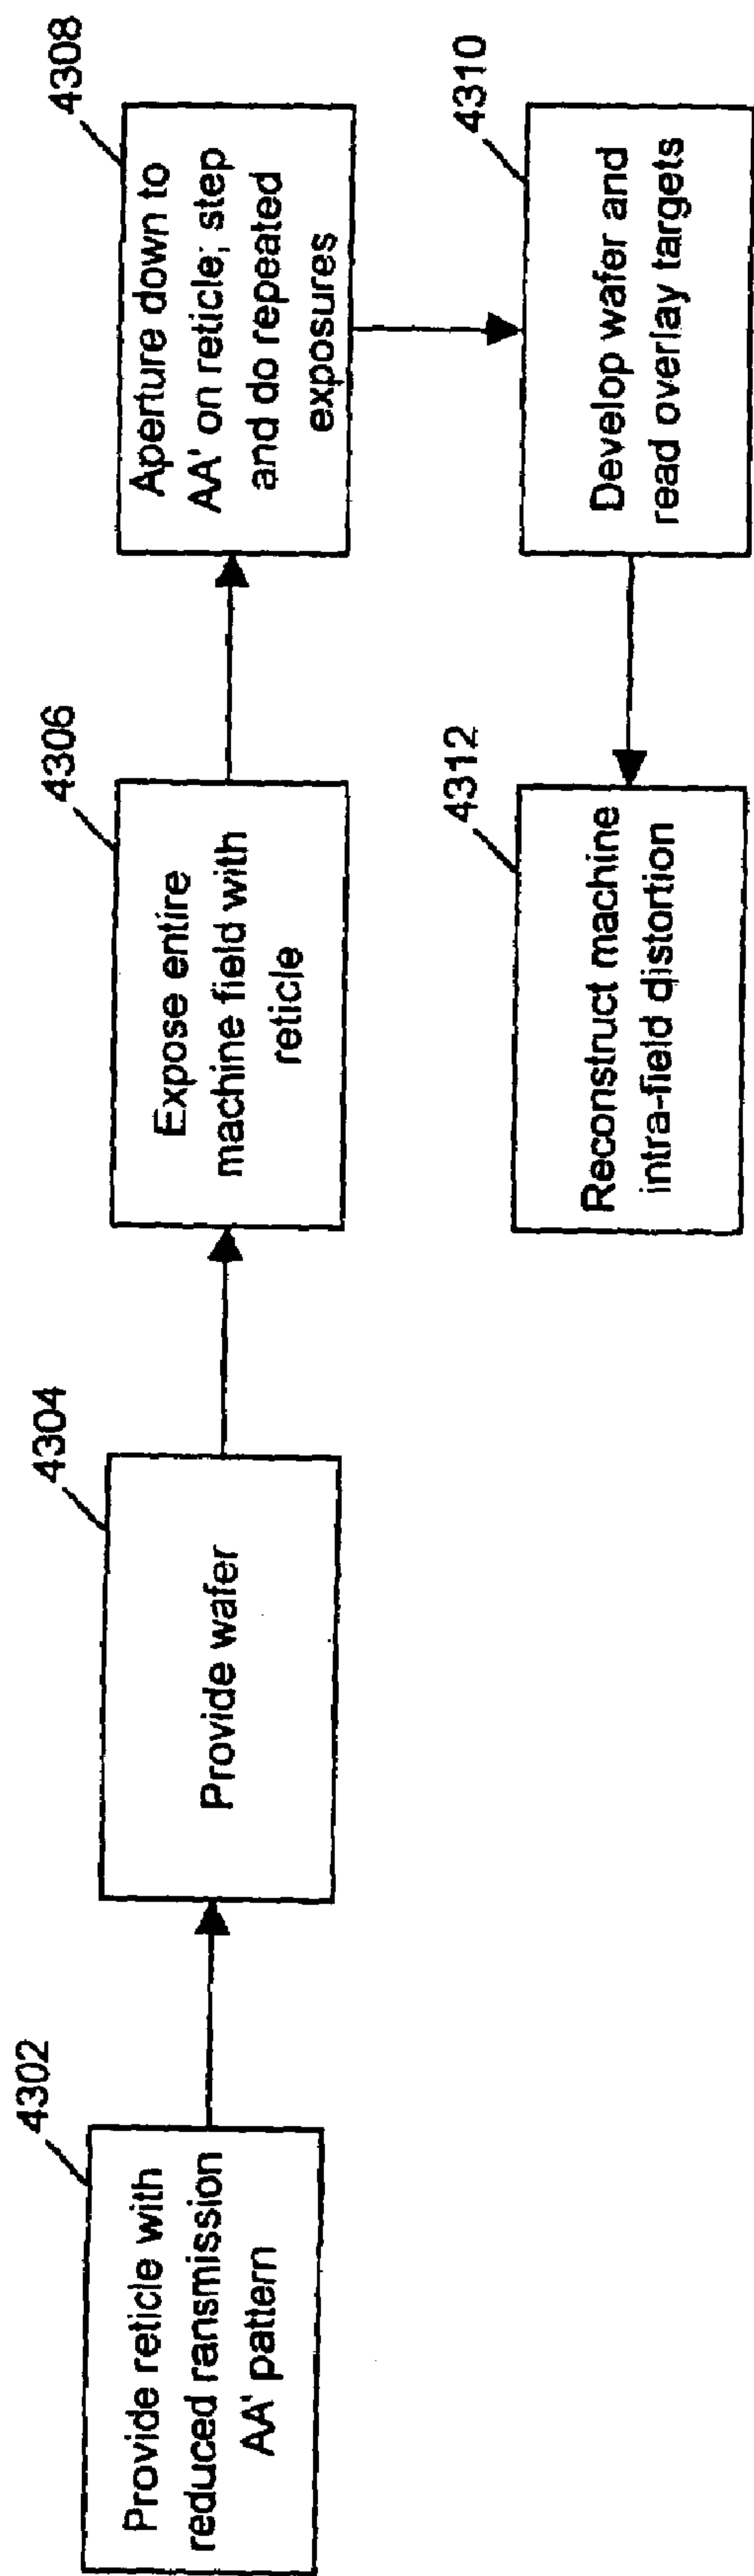 4302
Provide reticle with
reduced ransmission
AA' pattern
4304
Provide wafer
4306
Expose entire
machine field with
reticle
4308
Aperture down to
AA' on reticle; step
and do repeated
exposures
4310
Develop wafer and
read overlay targets
4312
Reconstruct machine
intra-field distortion